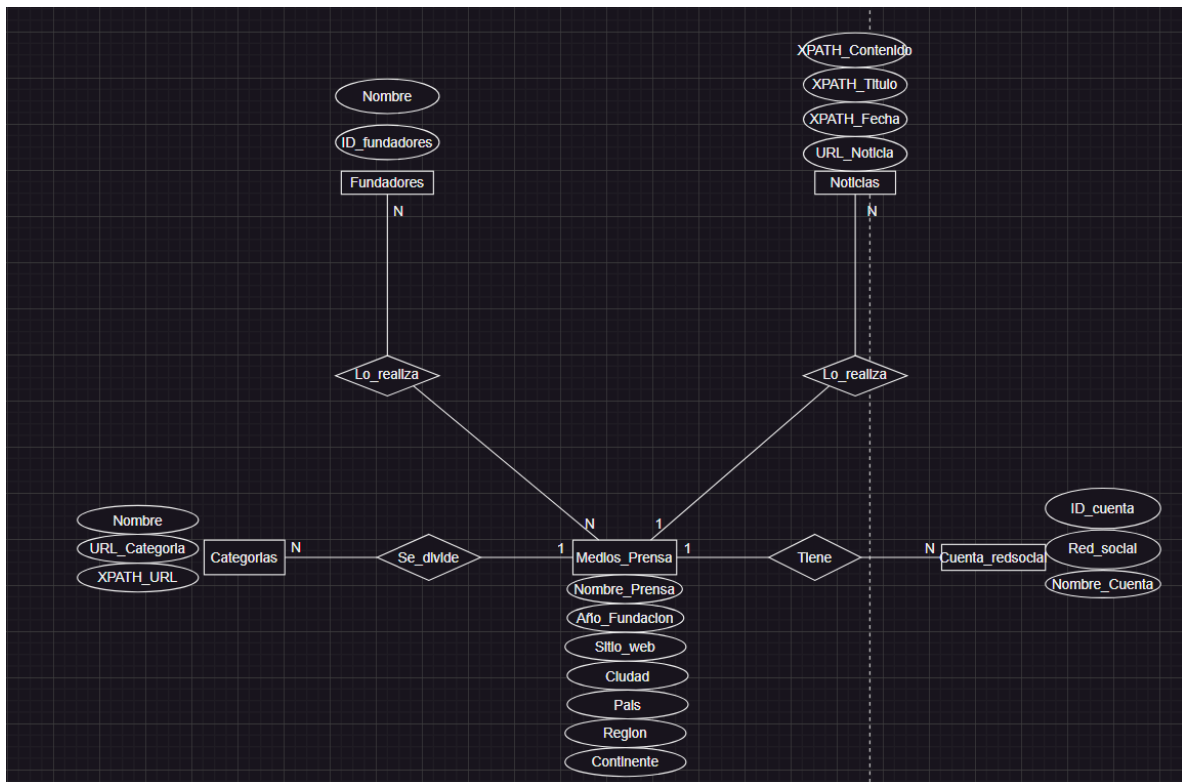 XPATH_Contenido
XPATH_Titulo
XPATH_Fecha
URL_Noticia
Noticias
N
Nombre
ID_fundadores
Fundadores
N
Lo_realiza
Lo_realiza
N
1
Nombre
URL_Categoria
XPATH_URL
Categorias
N
Se_divide
1
Medios_Prensa
1
Tiene
N
Cuenta_redsocial
ID_cuenta
Red_social
Nombre_Cuenta
Nombre_Prensa
Año_Fundacion
Sitio_web
Ciudad
Pais
Region
Continente